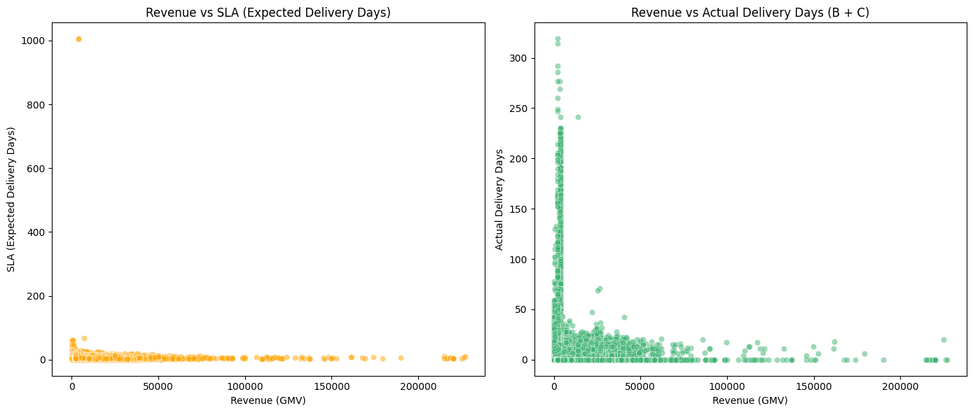 Revenue vs SLA (Expected Delivery Days)
SLA (Expected Delivery Days)
1000
800
600
400
200
0
0 50000 100000 150000 200000
Revenue (GMV)
Revenue vs Actual Delivery Days (B + C)
Actual Delivery Days
300
250
200
150
100
50
0
0 50000 100000 150000 200000
Revenue (GMV)